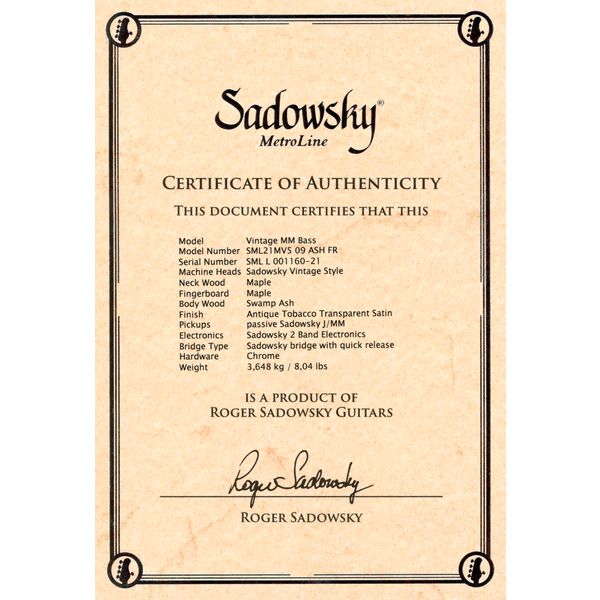 Sadowsky®
MetroLine
Certificate of Authenticity
This document certifies that this
Model Vintage MM Bass
Model Number SML21MV5 09 ASH FR
Serial Number SML L 001160-21
Machine Heads Sadowsky Vintage Style
Neck Wood Maple
Fingerboard Maple
Body Wood Swamp Ash
Finish Antique Tobacco Transparent Satin
Pickups passive Sadowsky J/MM
Electronics Sadowsky 2 Band Electronics
Bridge Type Sadowsky bridge with quick release
Hardware Chrome
Weight 3,648 kg / 8,04 lbs
is a product of
Roger Sadowsky Guitars
Roger Sadowsky
Roger Sadowsky